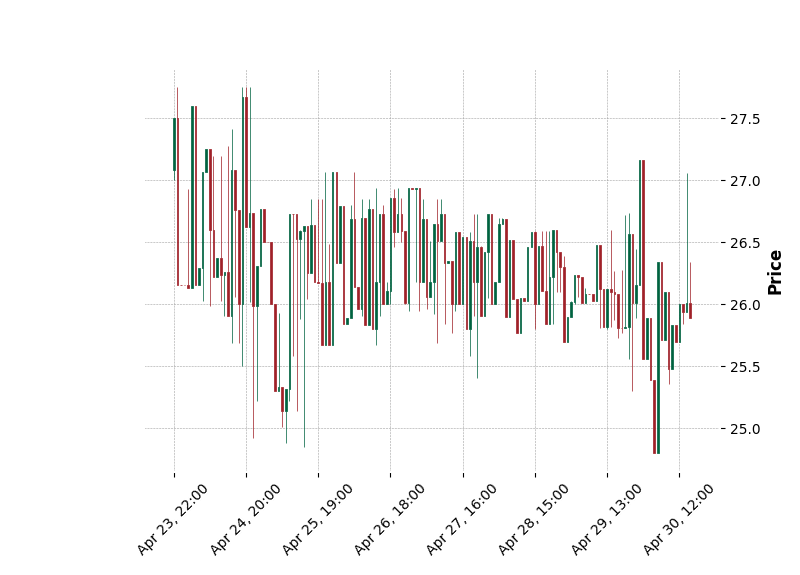 27.5
27.0
26.5
26.0
25.5
25.0
Price
Apr 23, 22:00
Apr 24, 20:00
Apr 25, 19:00
Apr 26, 18:00
Apr 27, 16:00
Apr 28, 15:00
Apr 29, 13:00
Apr 30, 12:00